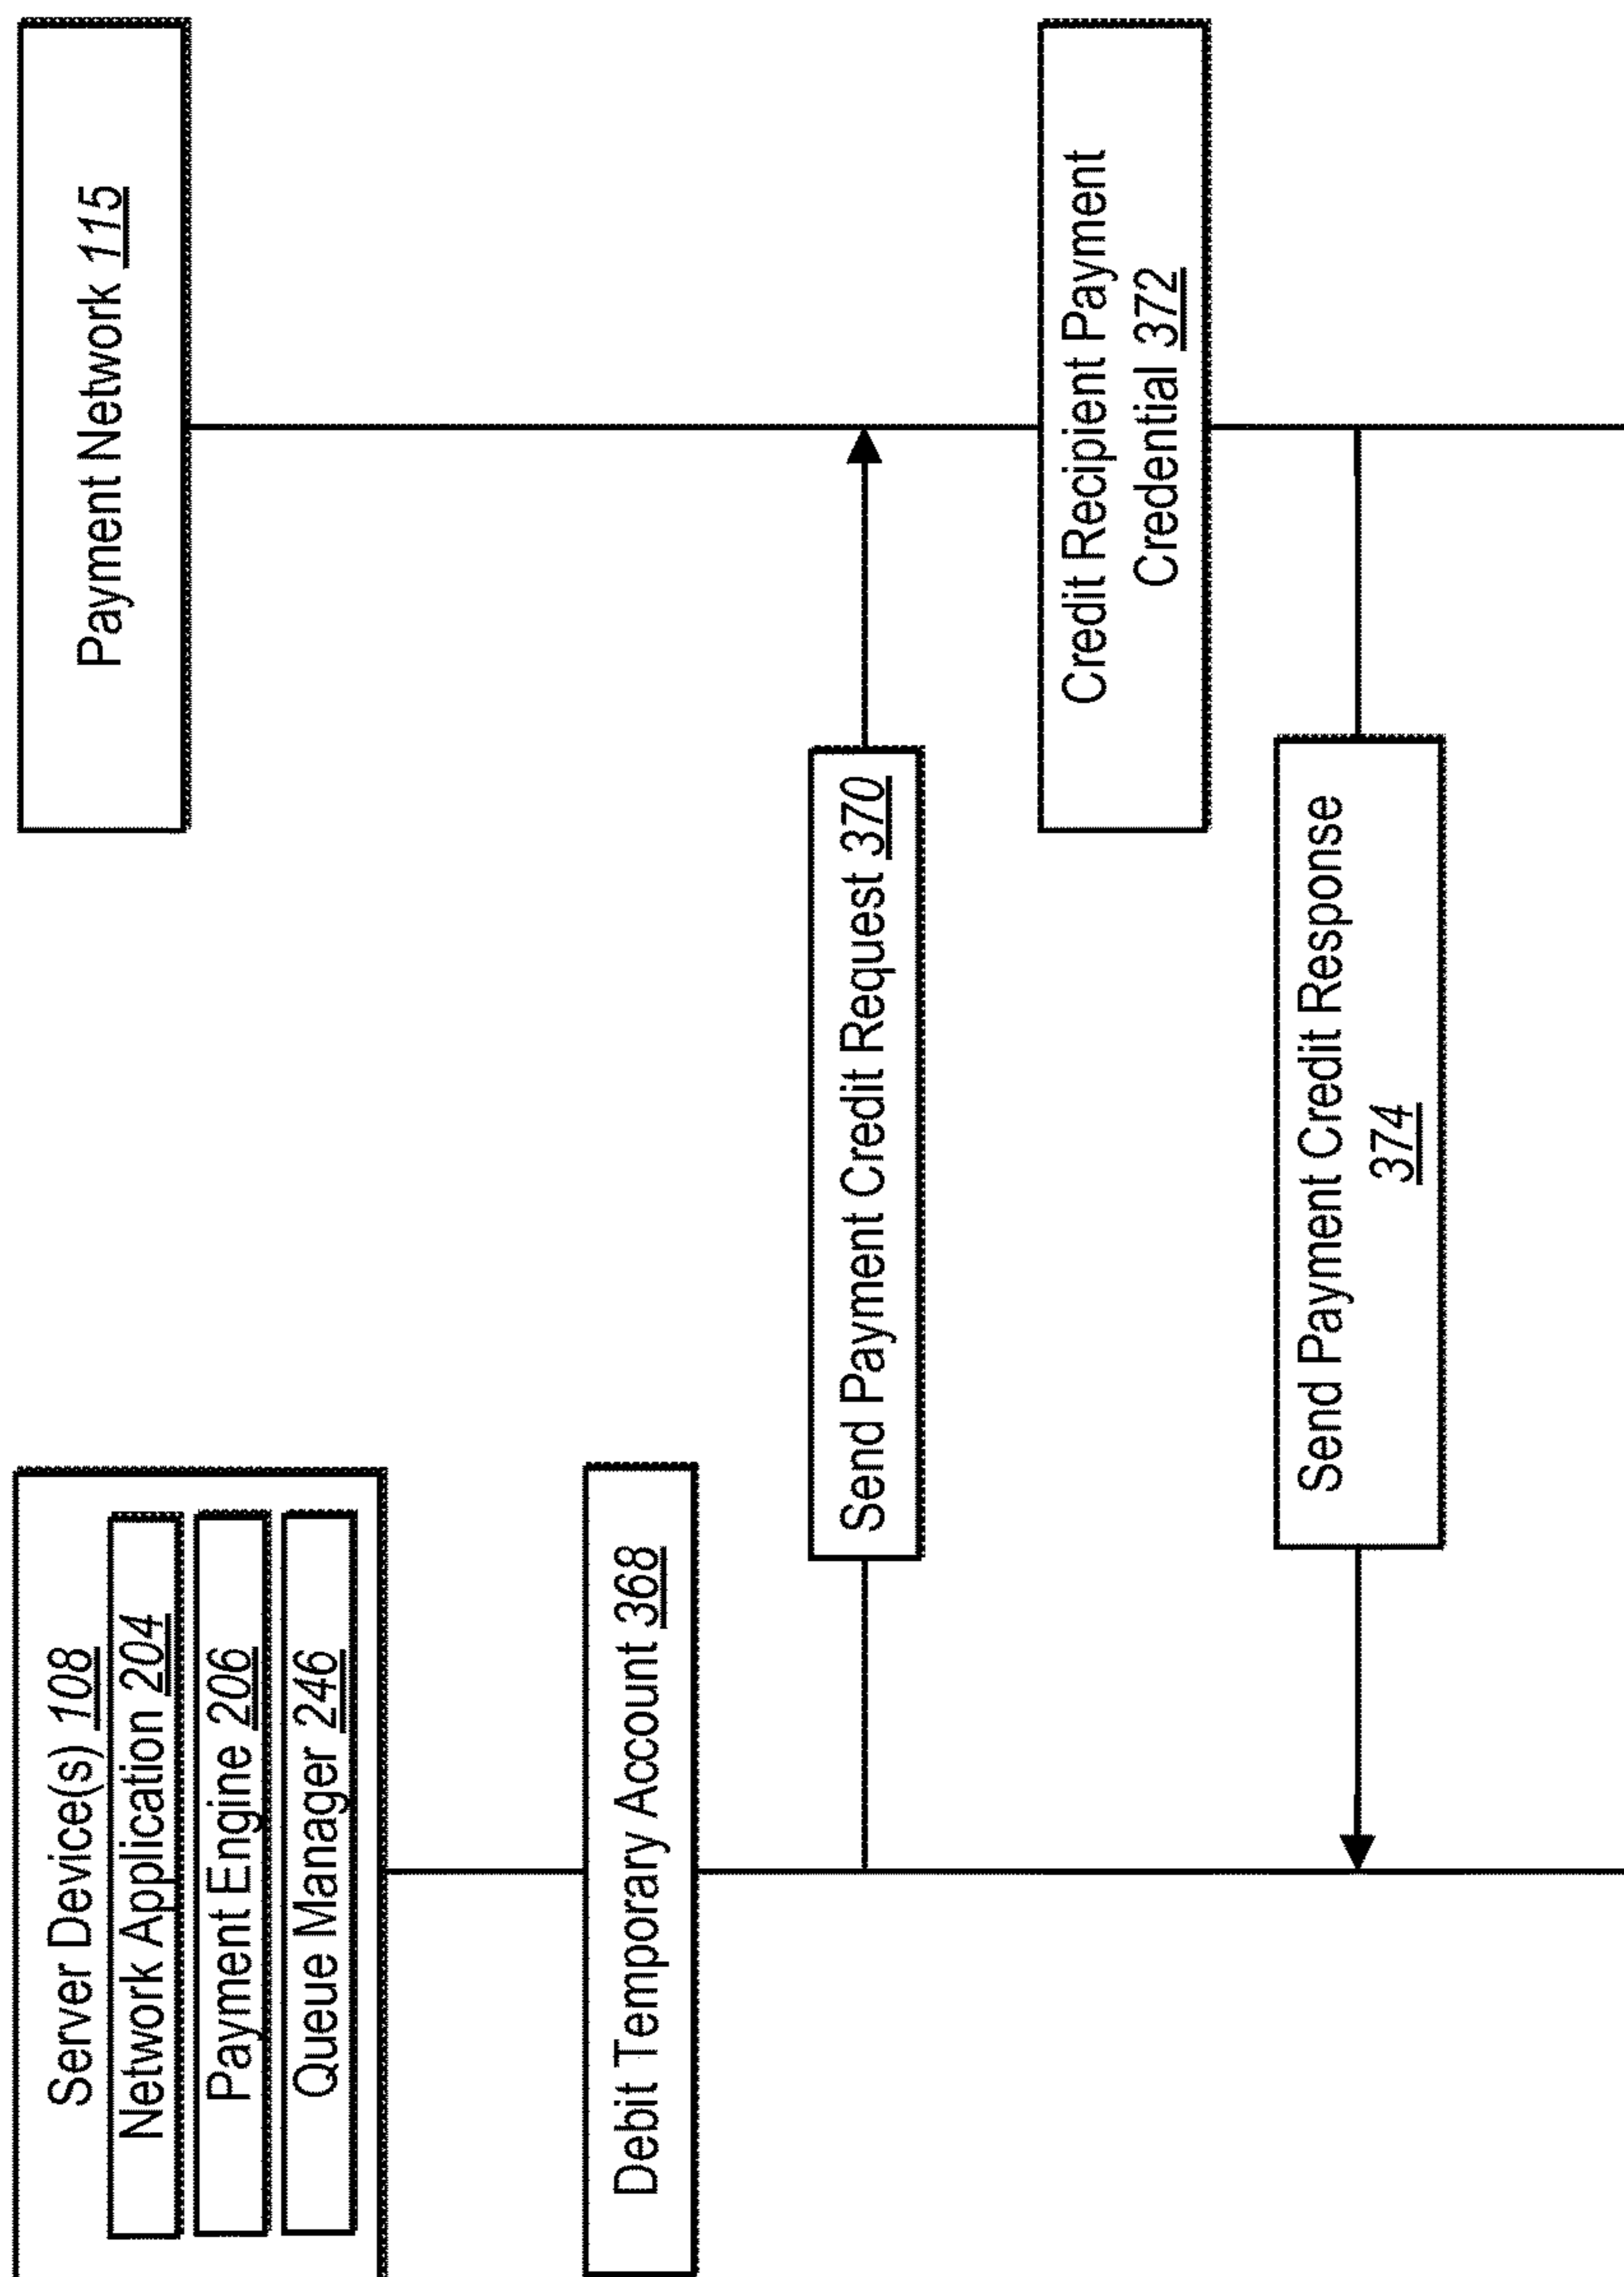 Server Device(s) 108
Network Application 204
Payment Engine 206
Queue Manager 246
Payment Network 115
Debit Temporary Account 368
Send Payment Credit Request 370
Credit Recipient Payment
Credential 372
Send Payment Credit Response
374